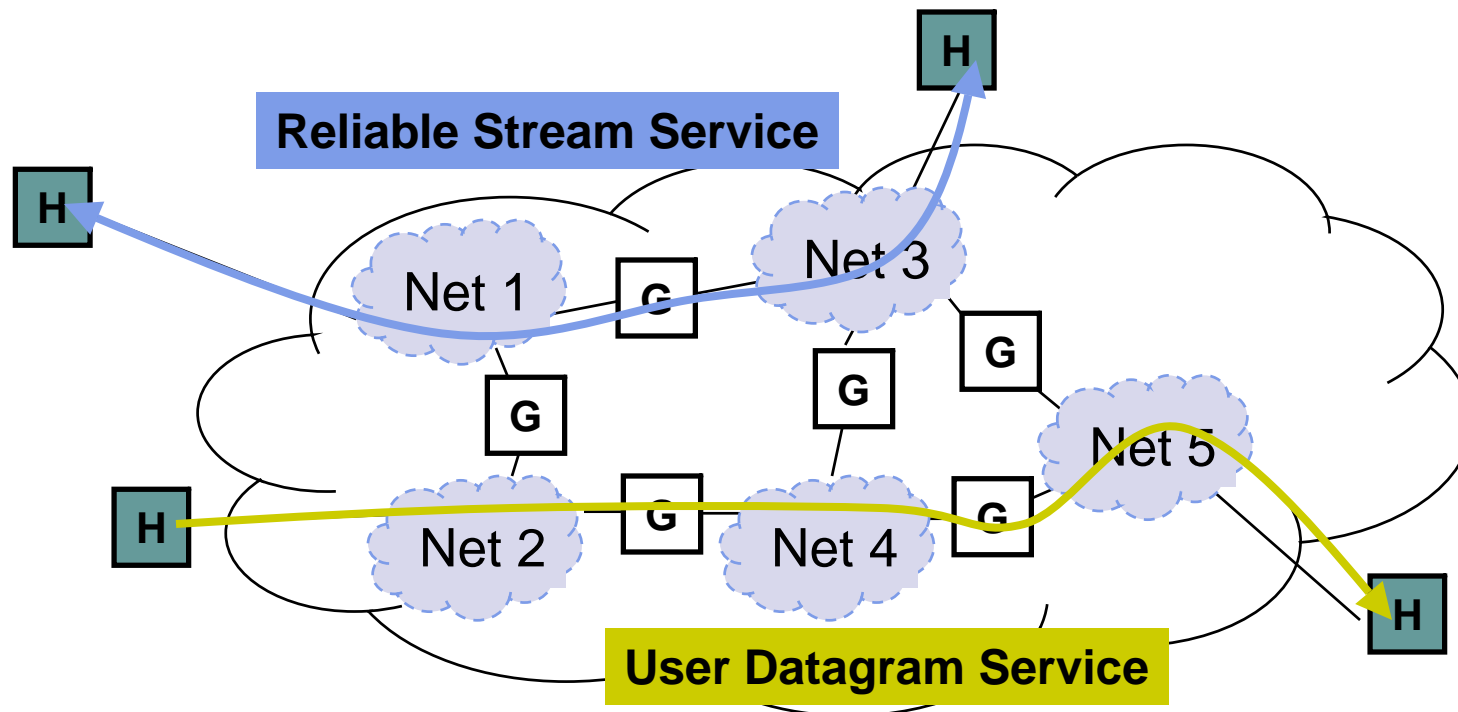 H
Reliable Stream Service
H
Net 3
Net 1
G
G
G
G
Net 5
H
G
G
Net 2
Net 4
H
User Datagram Service